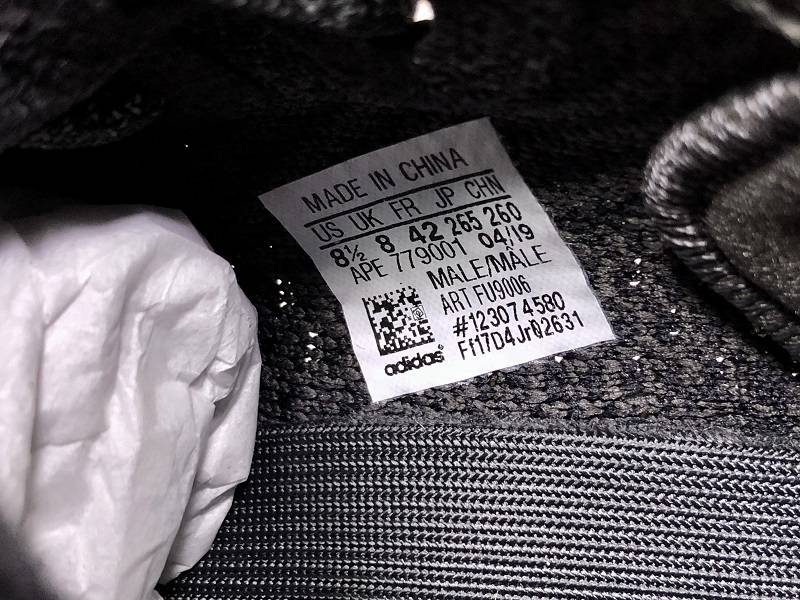 MADE IN CHINA
US UK FR JP CHN
8½ 8 42 265 260
APE 779001 04/19
MALE/MÂLE
ART FU9006
#123074580
Ff17D4JrQ2631
adidas